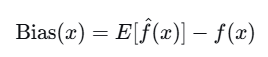 Bias(x) = E[f̂(x)] − f(x)